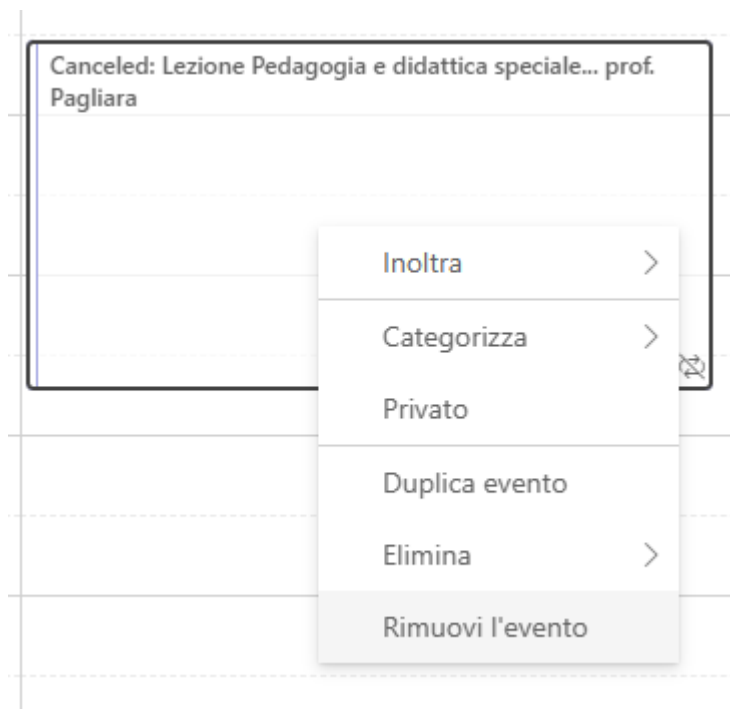 Canceled: Lezione Pedagogia e didattica speciale... prof.
Pagliara
Inoltra
Categorizza
Privato
Duplica evento
Elimina
Rimuovi l'evento